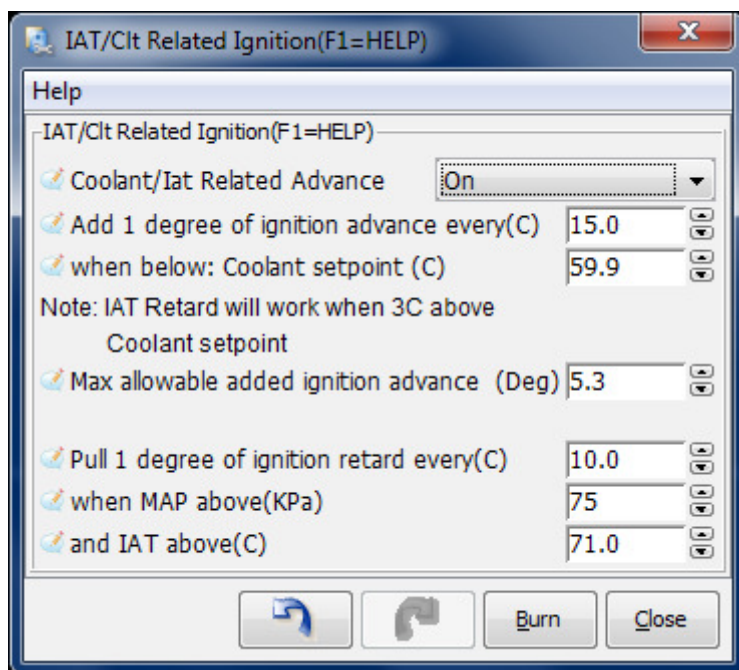 IAT/Clt Related Ignition(F1=HELP)
Help
IAT/Clt Related Ignition(F1=HELP)
Coolant/Iat Related Advance On
Add 1 degree of ignition advance every(C) 15.0
when below: Coolant setpoint (C) 59.9
Note: IAT Retard will work when 3C above
Coolant setpoint
Max allowable added ignition advance (Deg) 5.3
Pull 1 degree of ignition retard every(C) 10.0
when MAP above(KPa) 75
and IAT above(C) 71.0
Burn Close